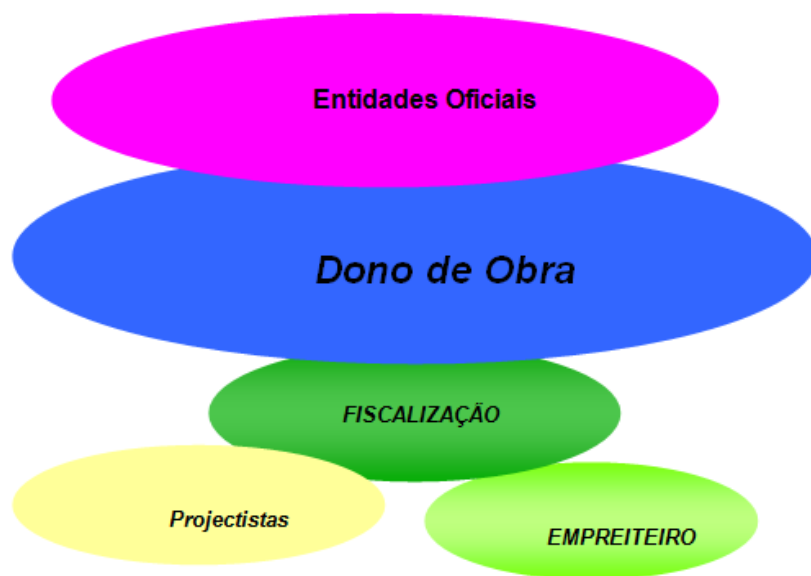 Entidades Oficiais
Dono de Obra
FISCALIZAÇÃO
Projectistas
EMPREITEIRO